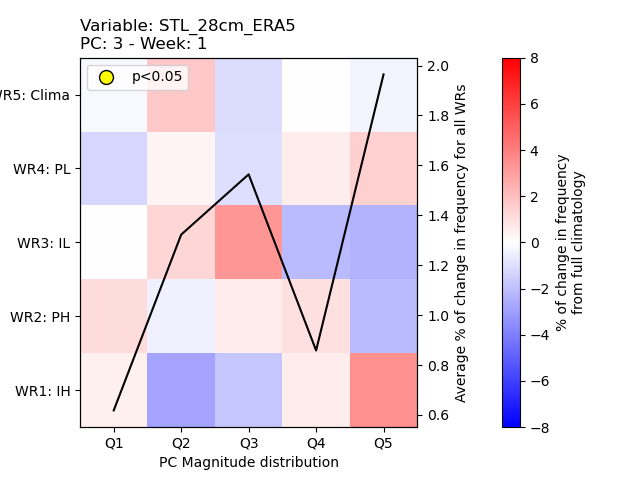 Variable: STL_28cm_ERA5
PC: 3 - Week: 1
p<0.05
WR5: Clima
WR4: PL
WR3: IL
WR2: PH
WR1: IH
Q1 Q2 Q3 Q4 Q5
PC Magnitude distribution
2.0
1.8
1.6
1.4
1.2
1.0
0.8
0.6
Average % of change in frequency for all WRs
8
6
4
2
0
−2
−4
−6
−8
% of change in frequency
from full climatology